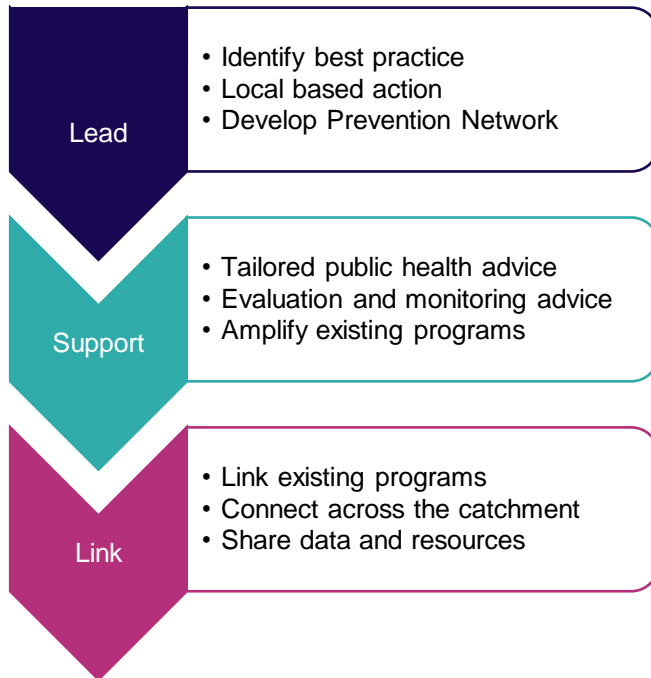 Lead
• Identify best practice
• Local based action
• Develop Prevention Network
Support
• Tailored public health advice
• Evaluation and monitoring advice
• Amplify existing programs
Link
• Link existing programs
• Connect across the catchment
• Share data and resources